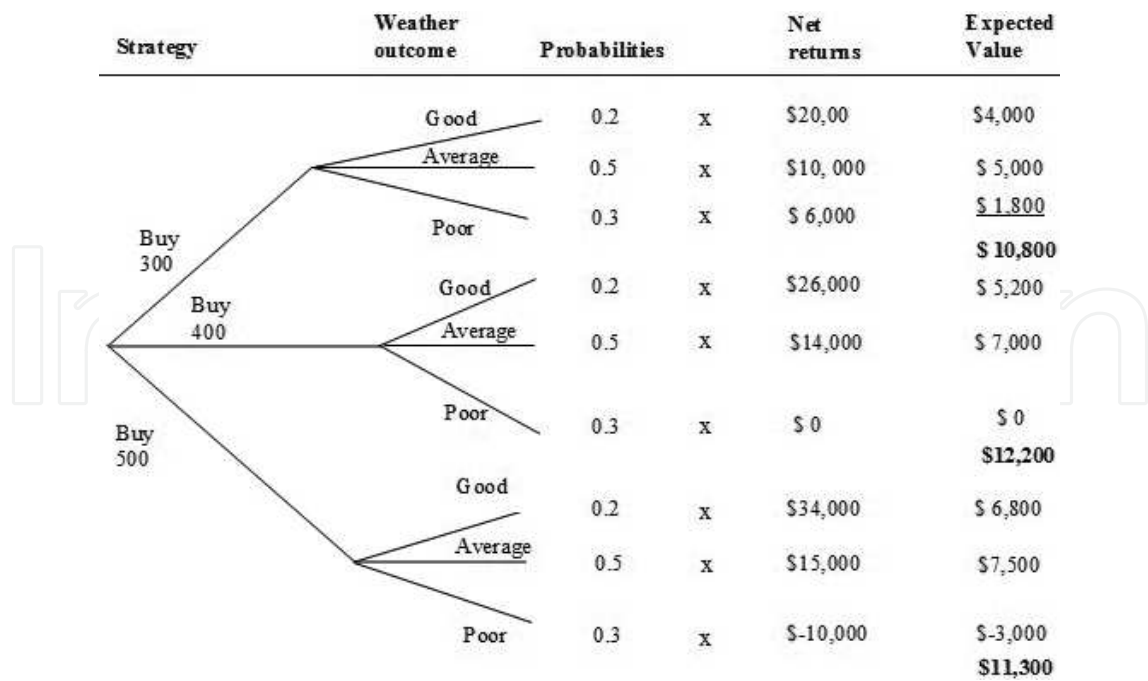 Strategy Weather outcome Probabilities Net returns Expected Value
Good 0.2 x $20,00 $4,000
Average 0.5 x $10, 000 $ 5,000
Poor 0.3 x $ 6,000 $ 1,800
Buy 300
$ 10,800
Good 0.2 x $26,000 $ 5,200
Buy 400
Average 0.5 x $14,000 $ 7,000
Poor 0.3 x $ 0 $ 0
Buy 500
$12,200
Good 0.2 x $34,000 $ 6,800
Average 0.5 x $15,000 $7,500
Poor 0.3 x $-10,000 $-3,000
$11,300